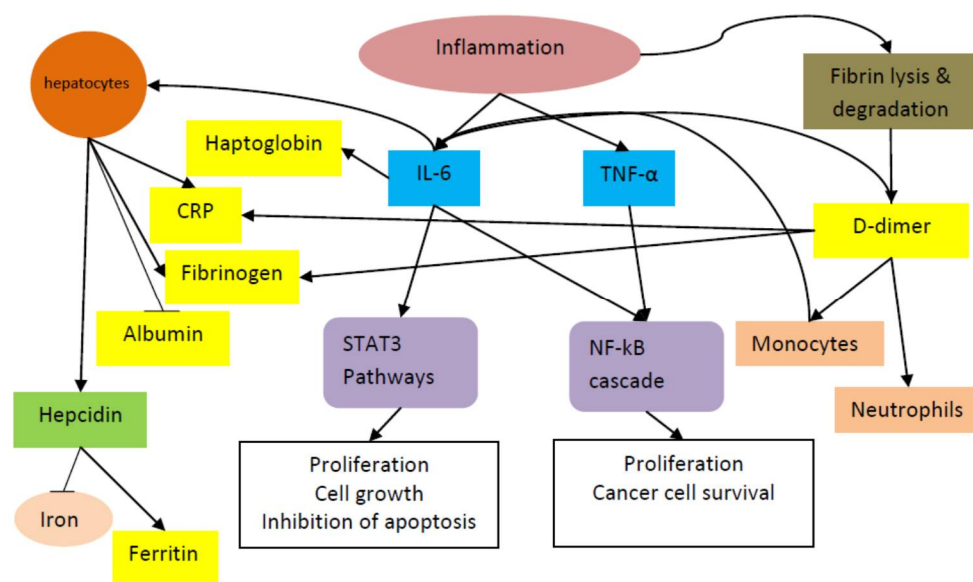 Inflammation
hepatocytes
Fibrin lysis &
degradation
Haptoglobin
IL-6
TNF-α
CRP
D-dimer
Fibrinogen
Albumin
STAT3
Pathways
NF-kB
cascade
Monocytes
Hepcidin
Neutrophils
Proliferation
Cell growth
Inhibition of apoptosis
Proliferation
Cancer cell survival
Iron
Ferritin